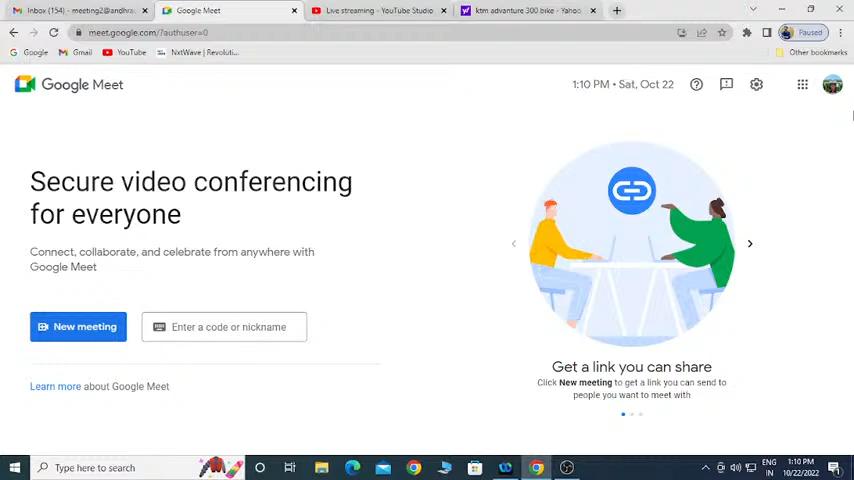 Inbox (154) - meeting2@andhra
Google Meet
Live streaming - YouTube Studio
ktm advanture 300 bike - Yahoo
meet.google.com/?authuser=0
Paused
Google
Gmail
YouTube
NxtWave | Revoluti...
Other bookmarks
Google Meet
1:10 PM • Sat, Oct 22
Secure video conferencing
for everyone
Connect, collaborate, and celebrate from anywhere with
Google Meet
New meeting
Enter a code or nickname
Learn more about Google Meet
Get a link you can share
Click New meeting to get a link you can send to
people you want to meet with
Type here to search
ENG
IN
1:10 PM
10/22/2022